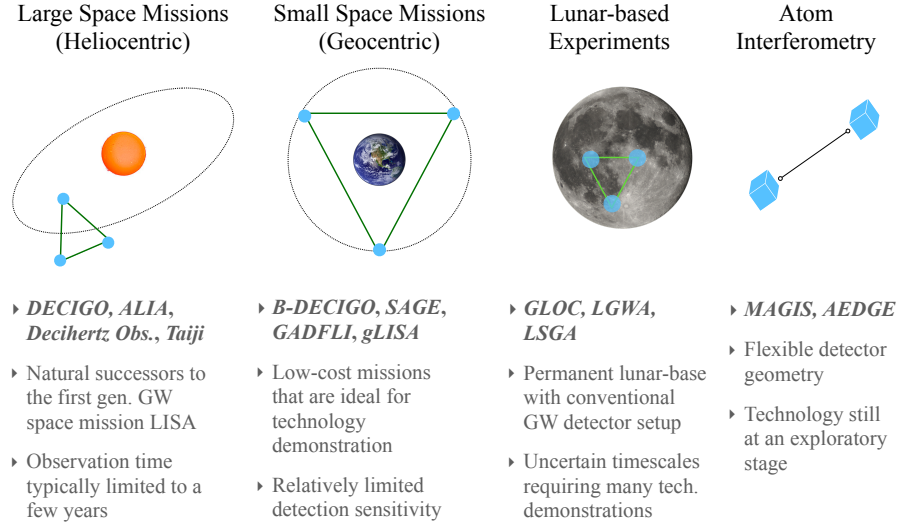 Large Space Missions
(Heliocentric)
Small Space Missions
(Geocentric)
Lunar-based
Experiments
Atom
Interferometry
‣ DECIGO, ALIA,
Decihertz Obs., Taiji
‣ Natural successors to
the first gen. GW
space mission LISA
‣ Observation time
typically limited to a
few years
‣ B-DECIGO, SAGE,
GADFLI, gLISA
‣ Low-cost missions
that are ideal for
technology
demonstration
‣ Relatively limited
detection sensitivity
‣ GLOC, LGWA,
LSGA
‣ Permanent lunar-base
with conventional
GW detector setup
‣ Uncertain timescales
requiring many tech.
demonstrations
‣ MAGIS, AEDGE
‣ Flexible detector
geometry
‣ Technology still
at an exploratory
stage